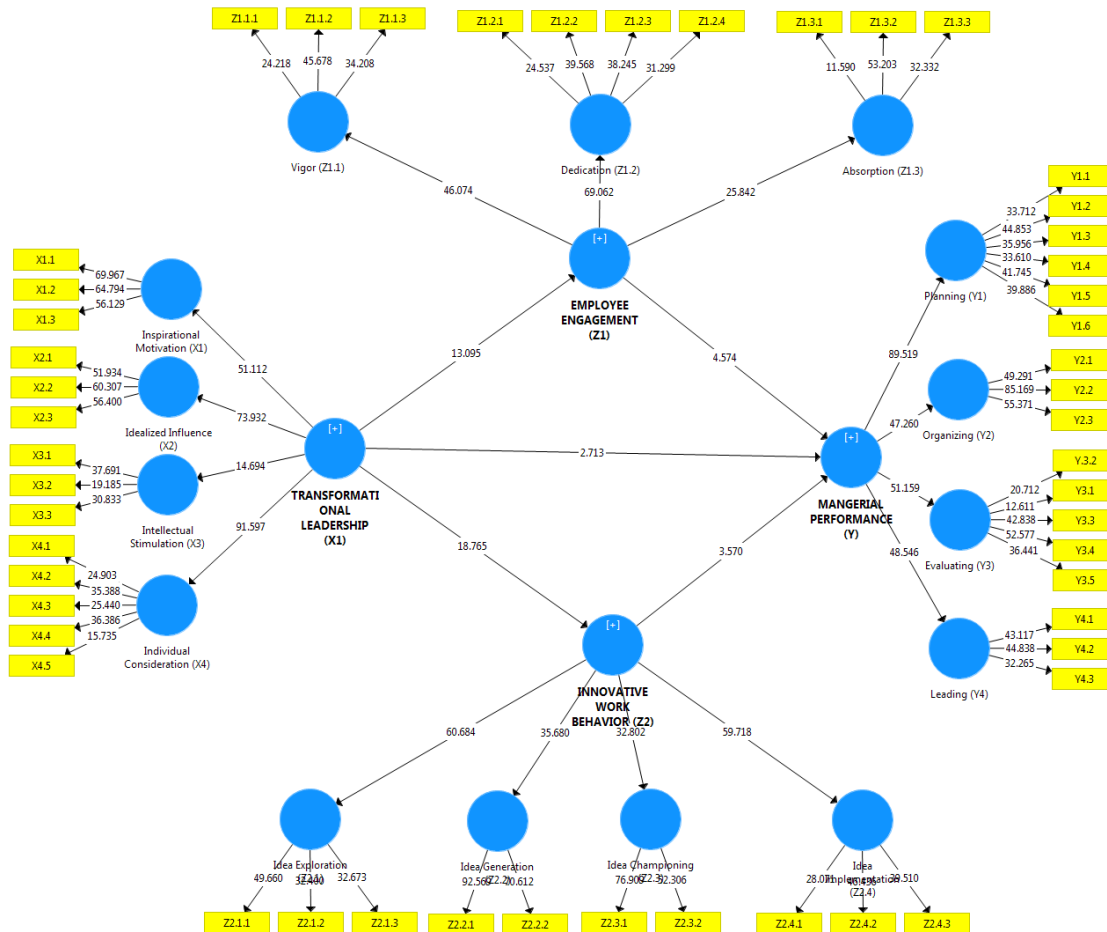 Z1.1.1
Z1.1.2
Z1.1.3
Z1.2.1
Z1.2.2
Z1.2.3
Z1.2.4
Z1.3.1
Z1.3.2
Z1.3.3
24.218
45.678
34.208
24.537
39.568
38.245
31.299
11.590
53.203
32.332
Vigor (Z1.1)
Dedication (Z1.2)
Absorption (Z1.3)
46.074
69.062
25.842
[+]
EMPLOYEE
ENGAGEMENT
(Z1)
Y1.1
Y1.2
Y1.3
Y1.4
Y1.5
Y1.6
33.712
44.853
35.956
33.610
41.745
39.886
Planning (Y1)
X1.1
X1.2
X1.3
69.967
64.794
56.129
Inspirational
Motivation (X1)
X2.1
X2.2
X2.3
51.934
60.307
56.400
Idealized Influence
(X2)
X3.1
X3.2
X3.3
37.691
19.185
30.833
Intellectual
Stimulation (X3)
X4.1
X4.2
X4.3
X4.4
X4.5
24.903
35.388
25.440
36.386
15.735
Individual
Consideration (X4)
51.112
73.932
14.694
91.597
[+]
TRANSFORMATI
ONAL
LEADERSHIP
(X1)
13.095
4.574
2.713
18.765
3.570
[+]
MANGERIAL
PERFORMANCE
(Y)
89.519
47.260
51.159
48.546
Y2.1
Y2.2
Y2.3
49.291
85.169
55.371
Organizing (Y2)
Y.3.2
Y3.1
Y3.3
Y3.4
Y3.5
20.712
12.611
42.838
52.577
36.441
Evaluating (Y3)
Y4.1
Y4.2
Y4.3
43.117
44.838
32.265
Leading (Y4)
[+]
INNOVATIVE
WORK
BEHAVIOR (Z2)
60.684
35.680
32.802
59.718
Idea Exploration
(Z2.1)
Idea Generation
(Z2.2)
Idea Championing
(Z2.3)
Idea
Implementation
(Z2.4)
49.660
32.400
32.673
70.612
52.306
Z2.1.1
Z2.1.2
Z2.1.3
Z2.2.1
Z2.2.2
Z2.3.1
Z2.3.2
Z2.4.1
Z2.4.2
Z2.4.3